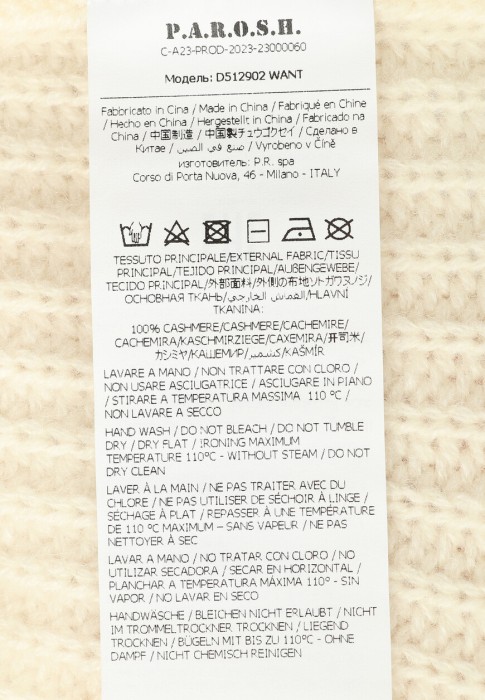 P.A.R.O.S.H.
C-A23-PROD-2023-23000060
Модель: D512902 WANT
Fabbricato in Cina / Made in China / Fabriqué en Chine
/ Hecho en China / Hergestellt in China / Fabricado na
China / 中国制造 / 中国製チュウゴクセイ / Сделано в
Китае / صنع في الصين / Vyrobeno v Číně
изготовитель: P.R. spa
Corso di Porta Nuova, 46 - Milano - ITALY
TESSUTO PRINCIPALE/EXTERNAL FABRIC/TISSU
PRINCIPAL/TEJIDO PRINCIPAL/AUßENGEWEBE/
TECIDO PRINCIPAL/外部面料/外側の布地ソトガワヌノジ/
ОСНОВНАЯ ТКАНЬ/القماش الخارجي/HLAVNÍ
TKANINA:
100% CASHMERE/CASHMERE/CACHEMIRE/
CACHEMIRA/KASCHMIRZIEGE/CAXEMIRA/开司米/
カシミヤ/КАШЕМИР/كشمير/KAŠMÍR
LAVARE A MANO / NON TRATTARE CON CLORO /
NON USARE ASCIUGATRICE / ASCIUGARE IN PIANO
/ STIRARE A TEMPERATURA MASSIMA 110 °C /
NON LAVARE A SECCO
HAND WASH / DO NOT BLEACH / DO NOT TUMBLE
DRY / DRY FLAT / IRONING MAXIMUM
TEMPERATURE 110°C - WITHOUT STEAM / DO NOT
DRY CLEAN
LAVER À LA MAIN / NE PAS TRAITER AVEC DU
CHLORE / NE PAS UTILISER DE SÉCHOIR À LINGE /
SÉCHAGE À PLAT / REPASSER À UNE TEMPÉRATURE
DE 110 °C MAXIMUM – SANS VAPEUR / NE PAS
NETTOYER À SEC
LAVAR A MANO / NO TRATAR CON CLORO / NO
UTILIZAR SECADORA / SECAR EN HORIZONTAL /
PLANCHAR A TEMPERATURA MÁXIMA 110° - SIN
VAPOR / NO LAVAR EN SECO
HANDWÄSCHE / BLEICHEN NICHT ERLAUBT / NICHT
IM TROMMELTROCKNER TROCKNEN / LIEGEND
TROCKNEN / BÜGELN MIT BIS ZU 110°C - OHNE
DAMPF / NICHT CHEMISCH REINIGEN